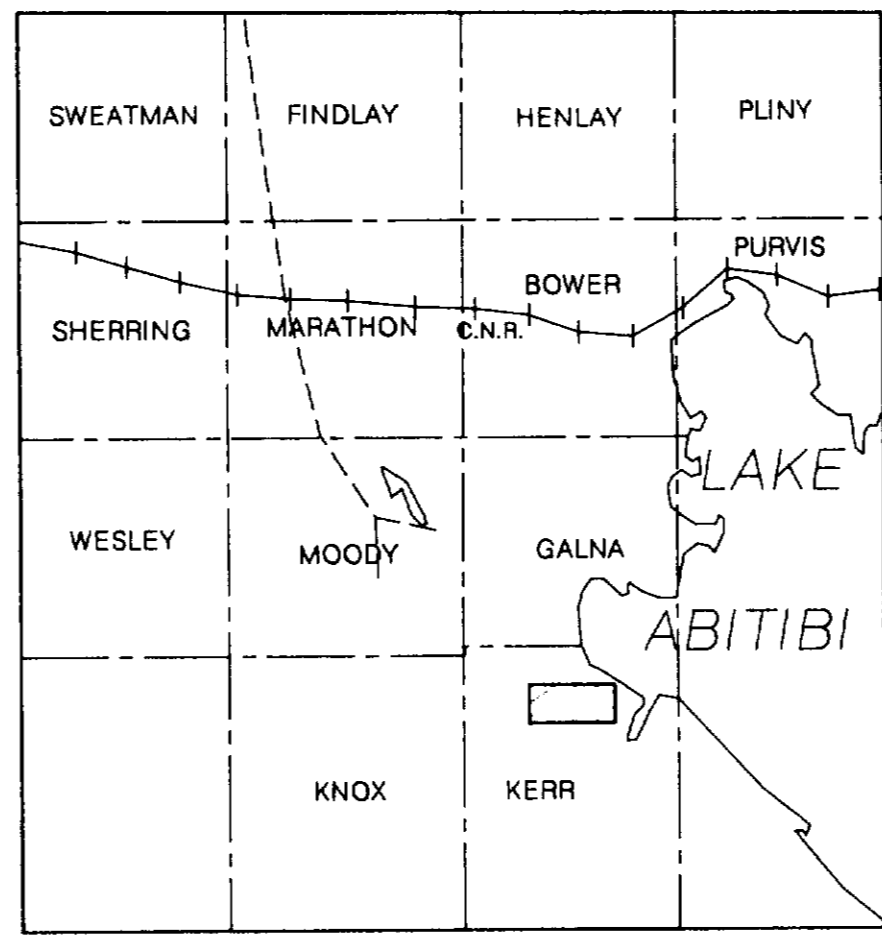 SWEATMAN
FINDLAY
HENLAY
PLINY
PURVIS
BOWER
SHERRING
MARATHON
C.N.R.
LAKE
WESLEY
MOODY
GALNA
ABITIBI
KNOX
KERR